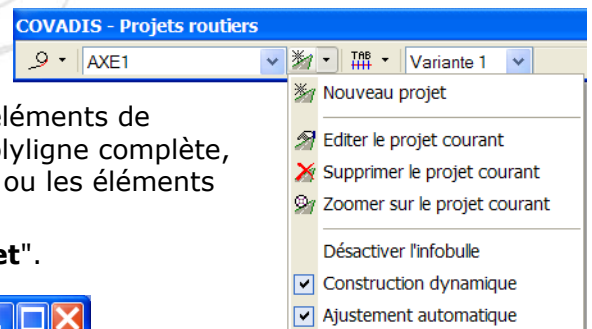 COVADIS - Projets routiers
AXE1 TAB Variante 1
Nouveau projet
éléments de
Editer le projet courant
lyligne complète,
Supprimer le projet courant
ou les éléments
Zoomer sur le projet courant
Désactiver l'infobulle
et".
Construction dynamique
Ajustement automatique